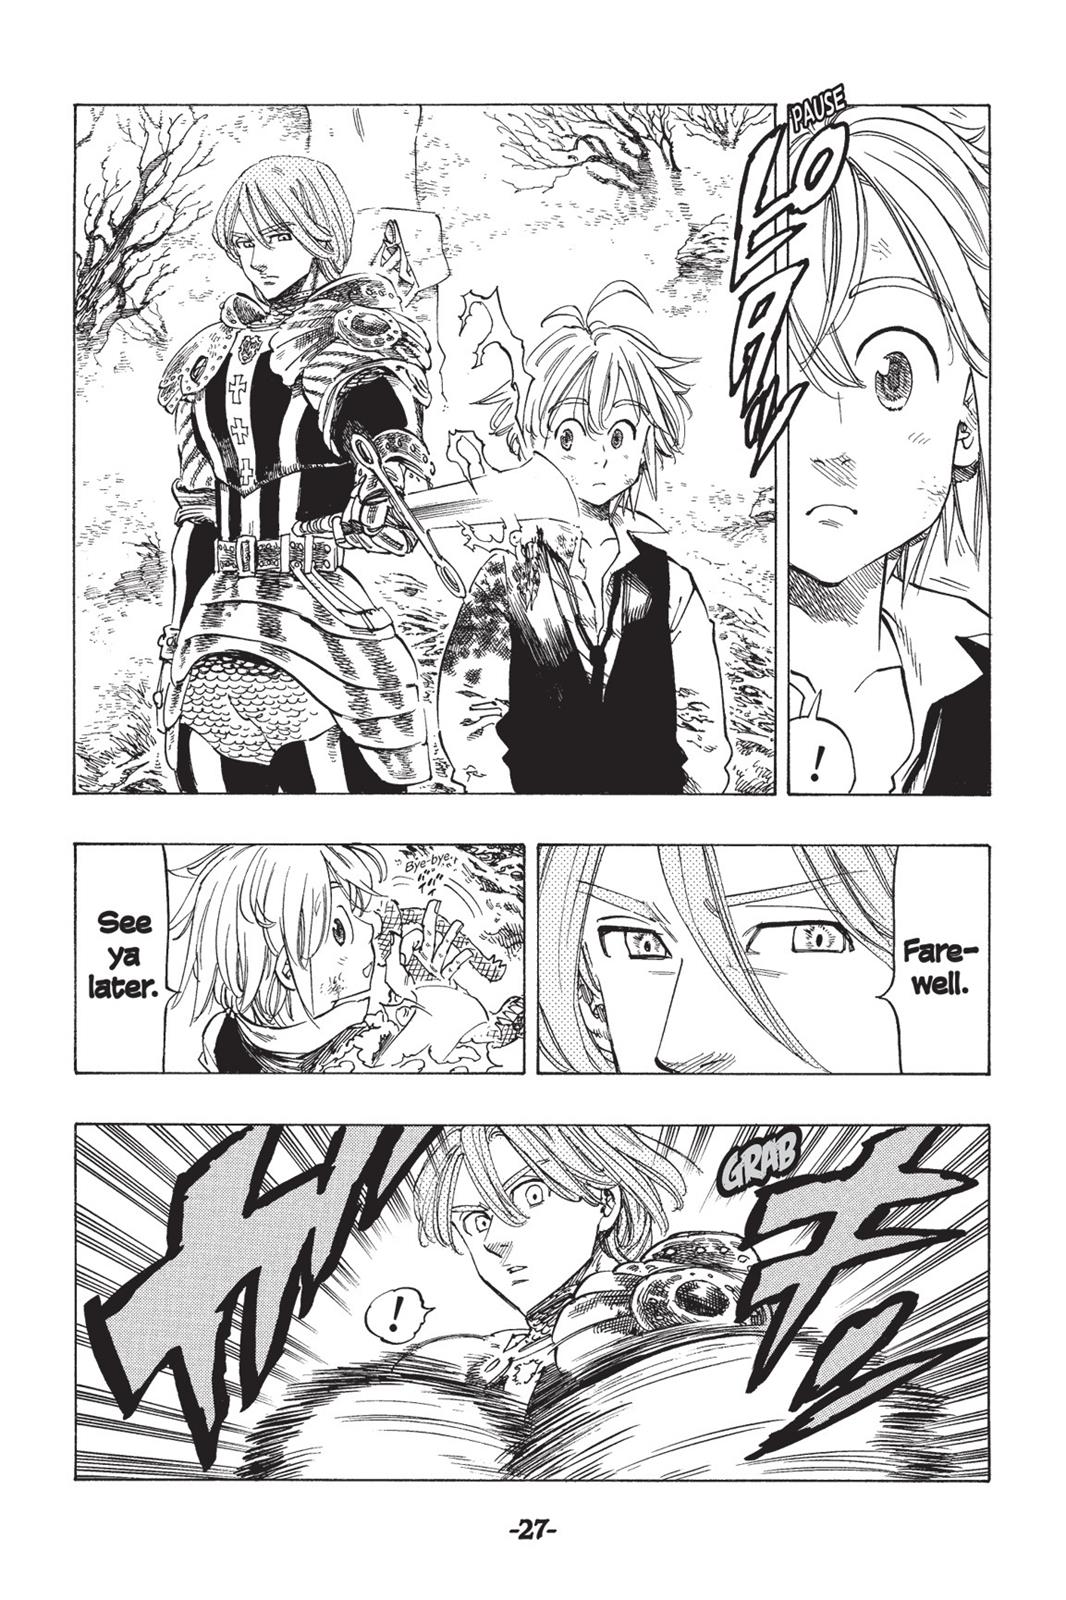 PAUSE
!
Fare-
well.
Bye-bye
See
ya
later.
GRAB
!
-27-